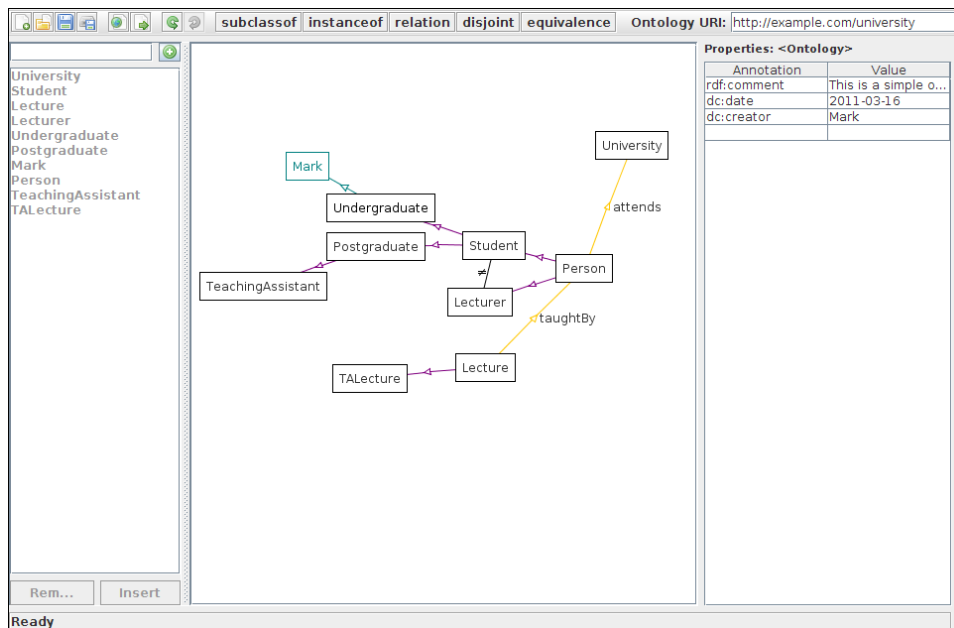 subclassof instanceof relation disjoint equivalence Ontology URI: http://example.com/university
University
Student
Lecture
Lecturer
Undergraduate
Postgraduate
Mark
Person
TeachingAssistant
TALecture
Rem... Insert
University
Mark
attends
Undergraduate
Postgraduate
Student
≠
Person
TeachingAssistant
Lecturer
taughtBy
Lecture
TALecture
Properties: <Ontology>
Annotation Value
rdf:comment This is a simple o...
dc:date 2011-03-16
dc:creator Mark
Ready